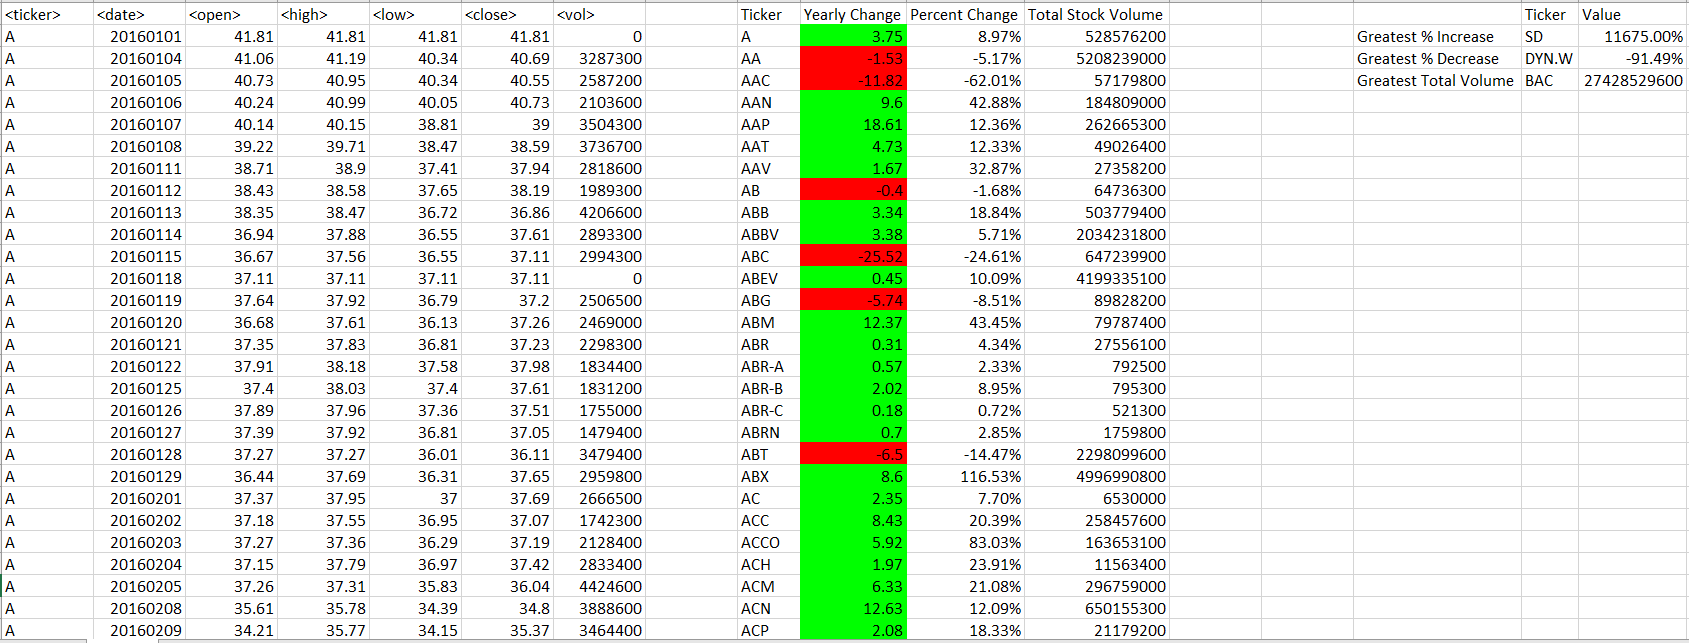 <ticker> <date> <open> <high> <low> <close> <vol> Ticker Yearly Change Percent Change Total Stock Volume Ticker Value
A 20160101 41.81 41.81 41.81 41.81 0 A 3.75 8.97% 528576200 Greatest % Increase SD 11675.00%
A 20160104 41.06 41.19 40.34 40.69 3287300 AA -1.53 -5.17% 5208239000 Greatest % Decrease DYN.W -91.49%
A 20160105 40.73 40.95 40.34 40.55 2587200 AAC -11.82 -62.01% 57179800 Greatest Total Volume BAC 27428529600
A 20160106 40.24 40.99 40.05 40.73 2103600 AAN 9.6 42.88% 184809000
A 20160107 40.14 40.15 38.81 39 3504300 AAP 18.61 12.36% 262665300
A 20160108 39.22 39.71 38.47 38.59 3736700 AAT 4.73 12.33% 49026400
A 20160111 38.71 38.9 37.41 37.94 2818600 AAV 1.67 32.87% 27358200
A 20160112 38.43 38.58 37.65 38.19 1989300 AB -0.4 -1.68% 64736300
A 20160113 38.35 38.47 36.72 36.86 4206600 ABB 3.34 18.84% 503779400
A 20160114 36.94 37.88 36.55 37.61 2893300 ABBV 3.38 5.71% 2034231800
A 20160115 36.67 37.56 36.55 37.11 2994300 ABC -25.52 -24.61% 647239900
A 20160118 37.11 37.11 37.11 37.11 0 ABEV 0.45 10.09% 4199335100
A 20160119 37.64 37.92 36.79 37.2 2506500 ABG -5.74 -8.51% 89828200
A 20160120 36.68 37.61 36.13 37.26 2469000 ABM 12.37 43.45% 79787400
A 20160121 37.35 37.83 36.81 37.23 2298300 ABR 0.31 4.34% 27556100
A 20160122 37.91 38.18 37.58 37.98 1834400 ABR-A 0.57 2.33% 792500
A 20160125 37.4 38.03 37.4 37.61 1831200 ABR-B 2.02 8.95% 795300
A 20160126 37.89 37.96 37.36 37.51 1755000 ABR-C 0.18 0.72% 521300
A 20160127 37.39 37.92 36.81 37.05 1479400 ABRN 0.7 2.85% 1759800
A 20160128 37.27 37.27 36.01 36.11 3479400 ABT -6.5 -14.47% 2298099600
A 20160129 36.44 37.69 36.31 37.65 2959800 ABX 8.6 116.53% 4996990800
A 20160201 37.37 37.95 37 37.69 2666500 AC 2.35 7.70% 6530000
A 20160202 37.18 37.55 36.95 37.07 1742300 ACC 8.43 20.39% 258457600
A 20160203 37.27 37.36 36.29 37.19 2128400 ACCO 5.92 83.03% 163653100
A 20160204 37.15 37.79 36.97 37.42 2833400 ACH 1.97 23.91% 11563400
A 20160205 37.26 37.31 35.83 36.04 4424600 ACM 6.33 21.08% 296759000
A 20160208 35.61 35.78 34.39 34.8 3888600 ACN 12.63 12.09% 650155300
A 20160209 34.21 35.77 34.15 35.37 3464400 ACP 2.08 18.33% 21179200